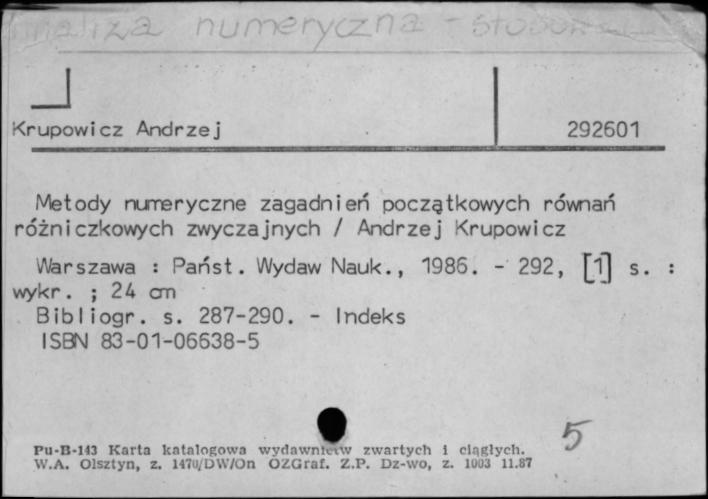 analiza numeryczna -
Krupowicz Andrzej
292601
Metody numeryczne zagadnień początkowych równań
różniczkowych zwyczajnych / Andrzej Krupowicz
Warszawa : Państ. Wydaw Nauk., 1986. - 292, [1] s. :
wykr. ; 24 cm
Bibliogr. s. 287-290. - Indeks
ISBN 83-01-06638-5
5
Pu-B-143 Karta katalogowa wydawnictw zwartych i ciągłych.
W.A. Olsztyn, z. 1470/DW/On OZGraf. Z.P. Dz-wo, z. 1003 11.87